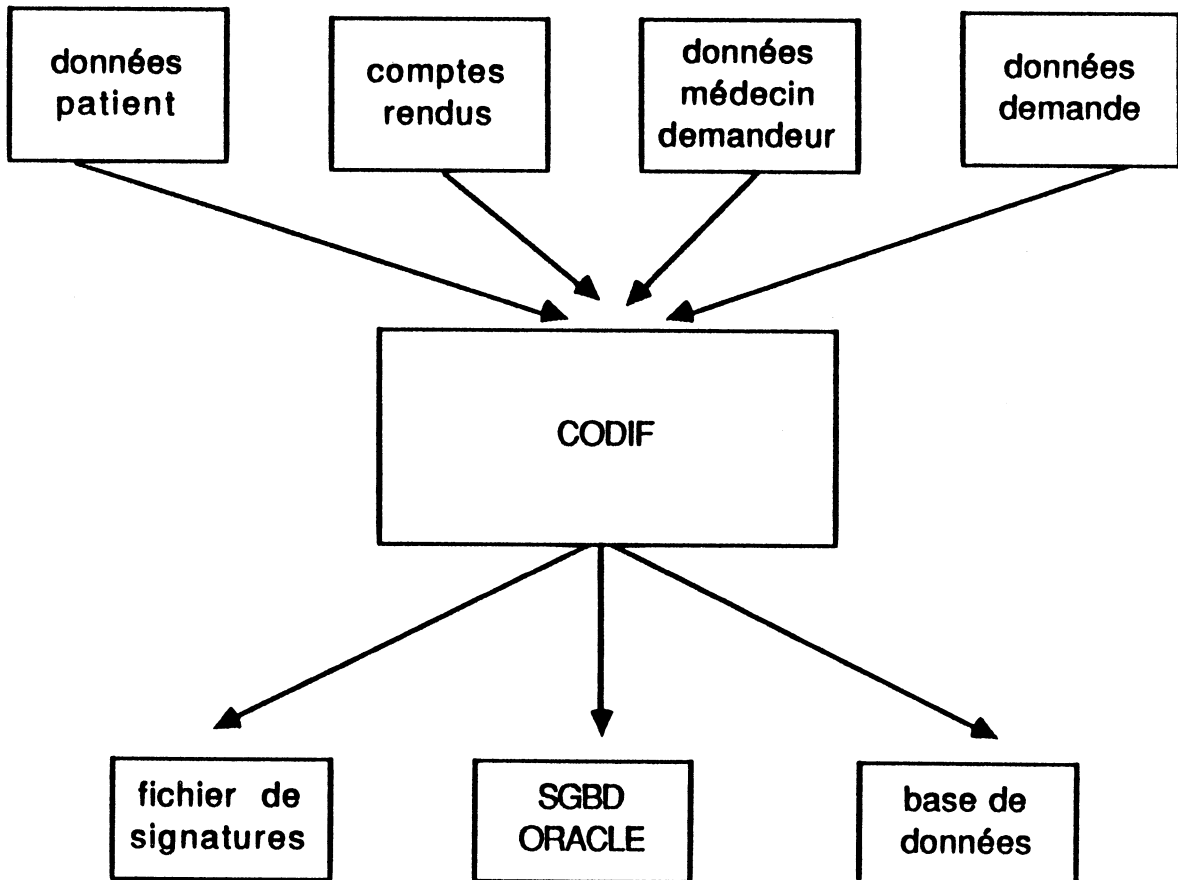 données
patient
comptes
rendus
données
médecin
demandeur
données
demande
CODIF
fichier de
signatures
SGBD
ORACLE
base de
données